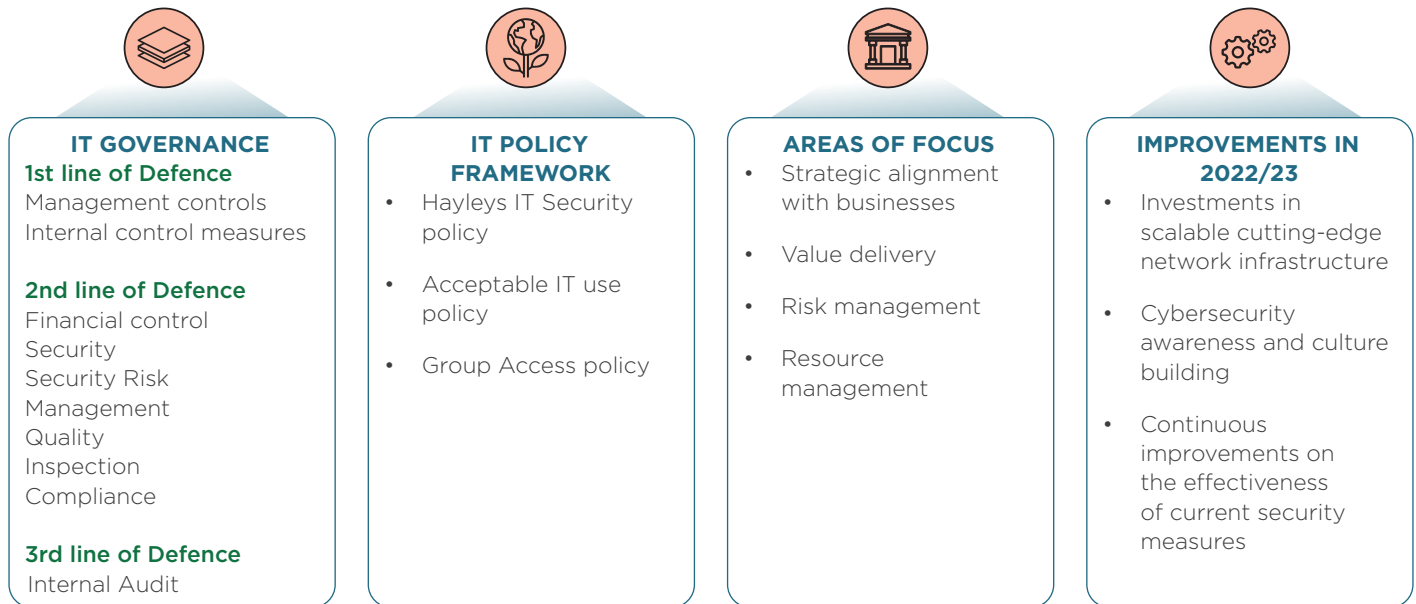 IT GOVERNANCE
1st line of Defence
Management controls
Internal control measures
2nd line of Defence
Financial control
Security
Security Risk
Management
Quality
Inspection
Compliance
3rd line of Defence
Internal Audit
IT POLICY
FRAMEWORK
• Hayleys IT Security
policy
• Acceptable IT use
policy
• Group Access policy
AREAS OF FOCUS
• Strategic alignment
with businesses
• Value delivery
• Risk management
• Resource
management
IMPROVEMENTS IN
2022/23
• Investments in
scalable cutting-edge
network infrastructure
• Cybersecurity
awareness and culture
building
• Continuous
improvements on
the effectiveness
of current security
measures